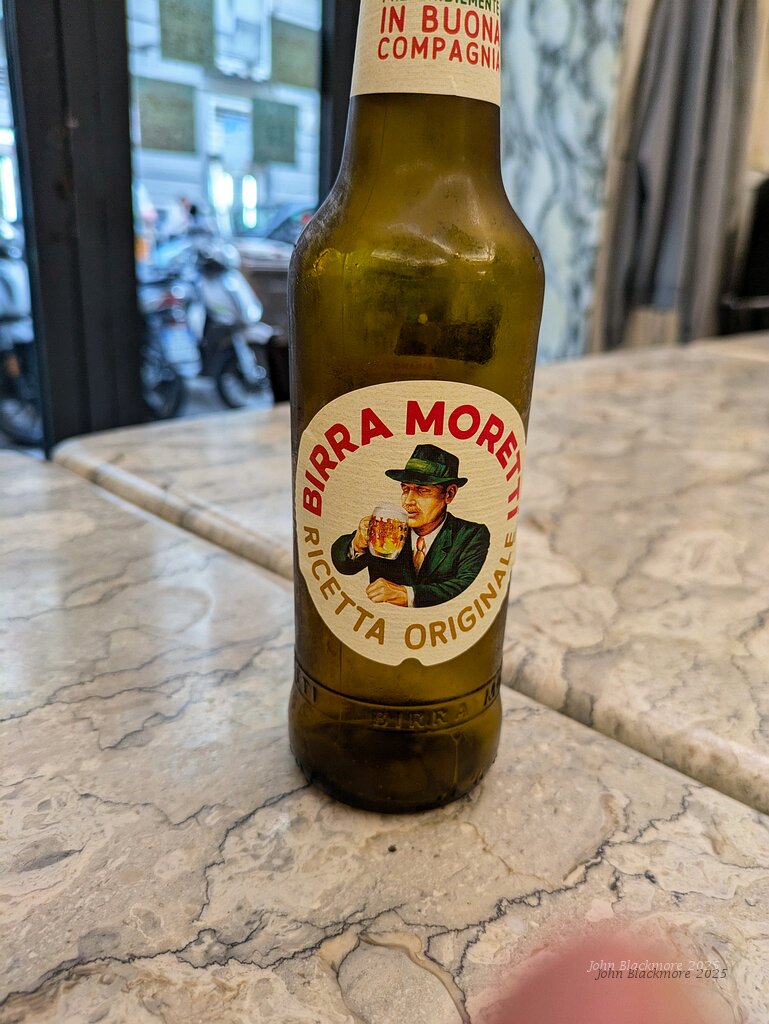 IN BUONA
COMPAGNIA
BIRRA MORETTI
RICETTA ORIGINALE
BIRRA
John Blackmore 2025
John Blackmore 2025